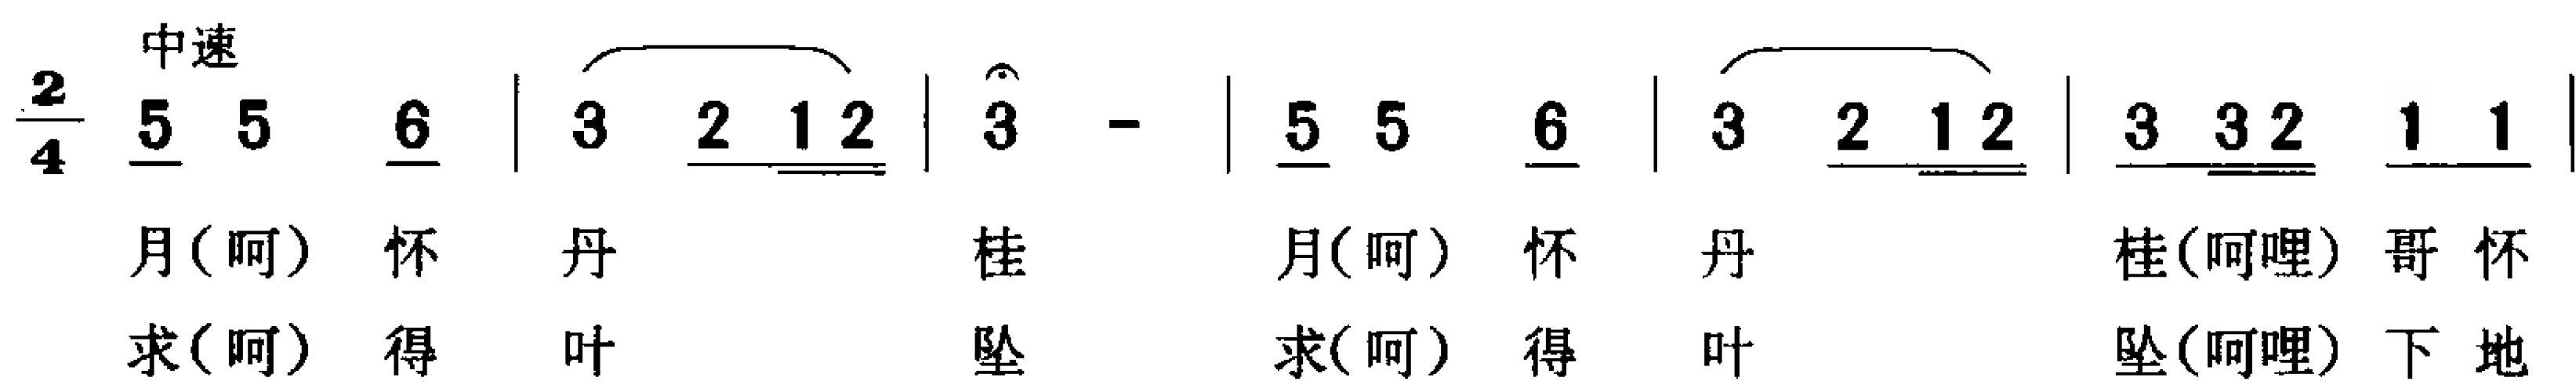 中速
2/4 5 5 6 | 3 2 1 2 | 3 - | 5 5 6 | 3 2 1 2 | 3 3 2 1 1 |
月(呵) 怀 丹 桂 月(呵) 怀 丹 桂(呵哩) 哥 怀
求(呵) 得 叶 坠 求(呵) 得 叶 坠(呵哩) 下 地